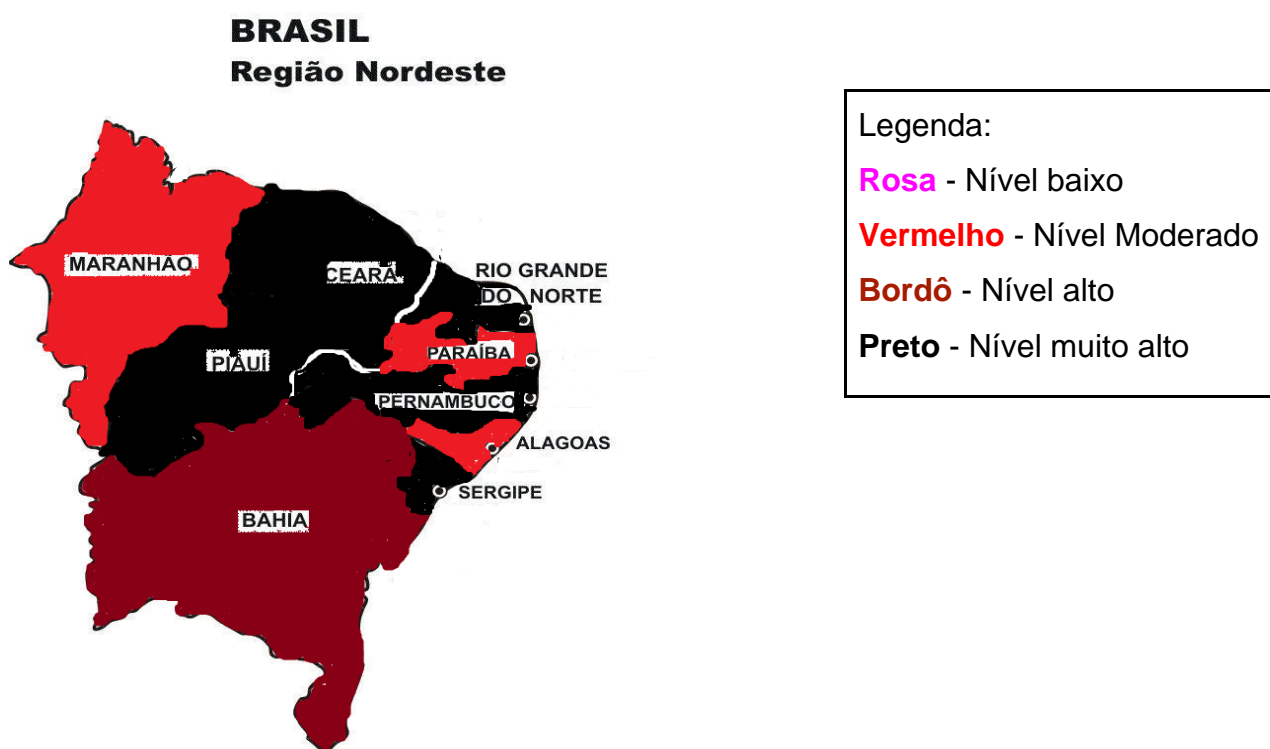 BRASIL
Região Nordeste
Legenda:
Rosa - Nível baixo
Vermelho - Nível Moderado
Bordô - Nível alto
Preto - Nível muito alto
MARANHÃO
CEARÁ
RIO GRANDE
DO NORTE
PARAÍBA
PIAUÍ
PERNAMBUCO
ALAGOAS
SERGIPE
BAHIA